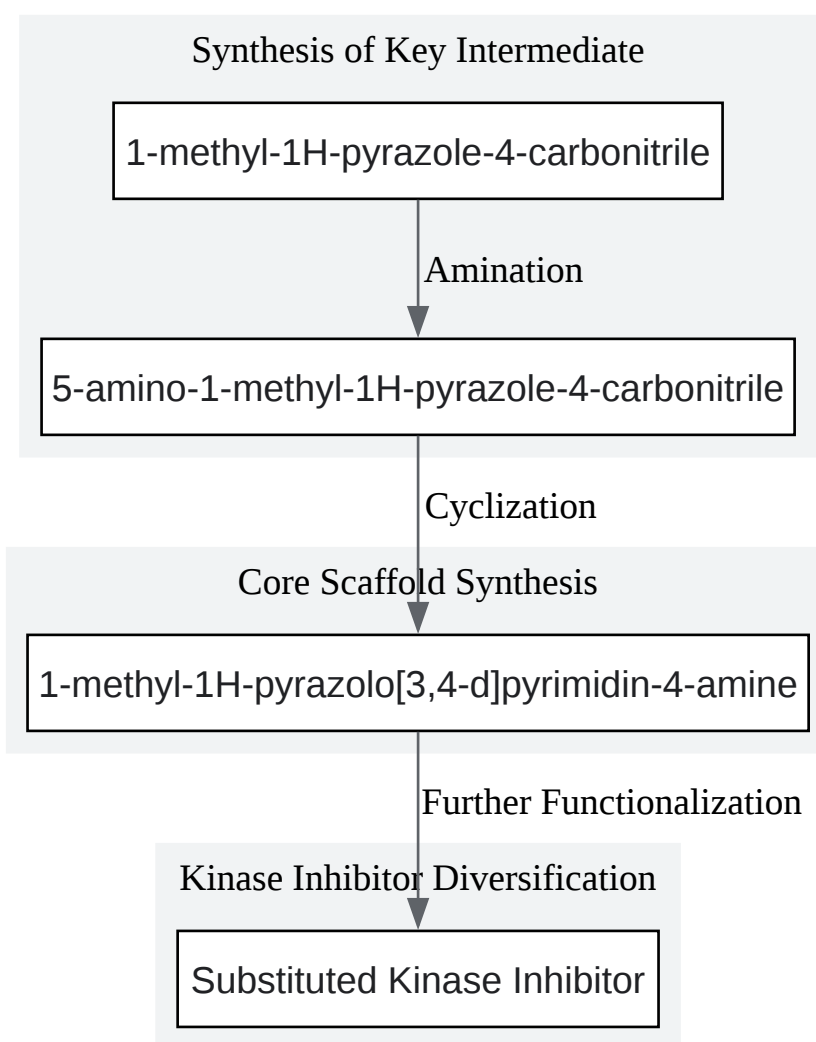 Synthesis of Key Intermediate
1-methyl-1H-pyrazole-4-carbonitrile
Amination
5-amino-1-methyl-1H-pyrazole-4-carbonitrile
Cyclization
Core Scaffold Synthesis
1-methyl-1H-pyrazolo[3,4-d]pyrimidin-4-amine
Further Functionalization
Kinase Inhibitor Diversification
Substituted Kinase Inhibitor